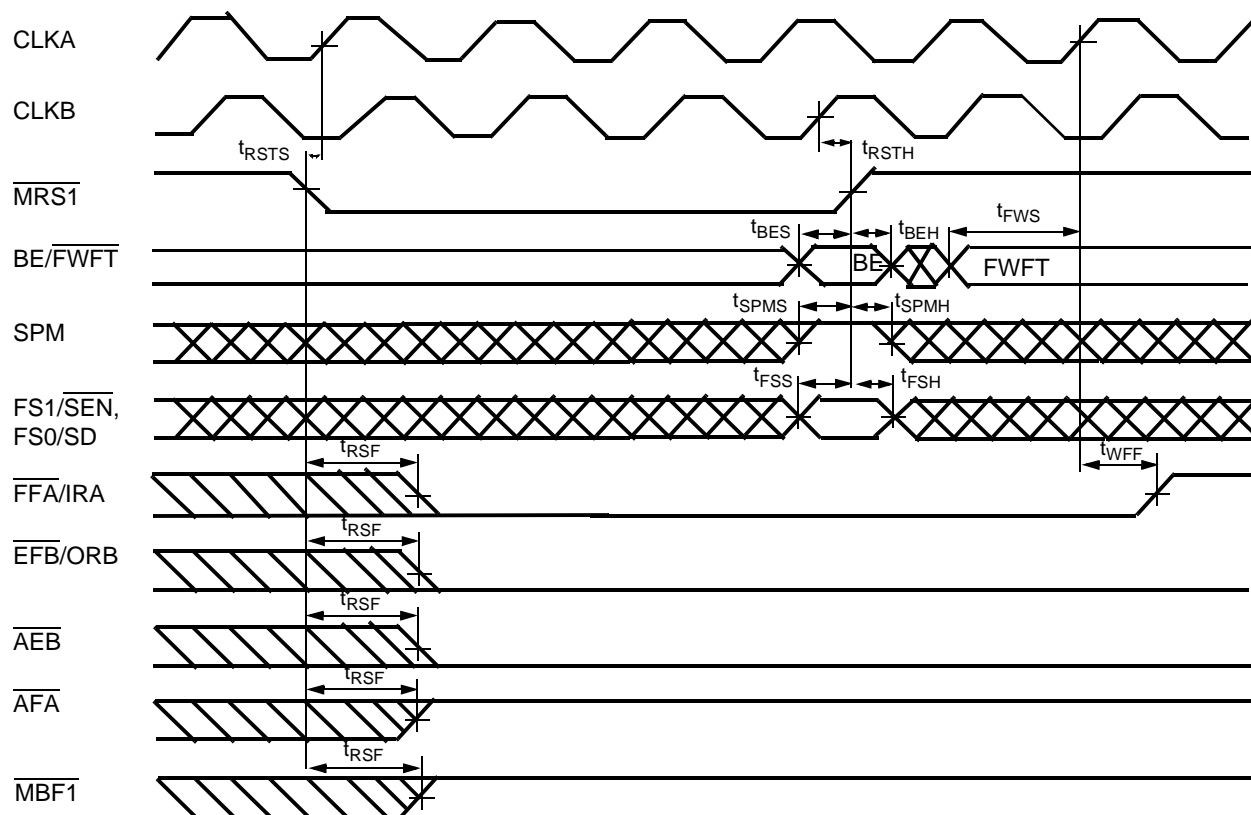 CLKA
CLKB
tRSTS
tRSTH
MRS1
tFWS
tBES
tBEH
BE/FWFT
BE
FWFT
tSPMS
tSPMH
SPM
tFSS
tFSH
FS1/SEN,
FS0/SD
tRSF
tWFF
FFA/IRA
tRSF
EFB/ORB
tRSF
AEB
tRSF
AFA
tRSF
MBF1